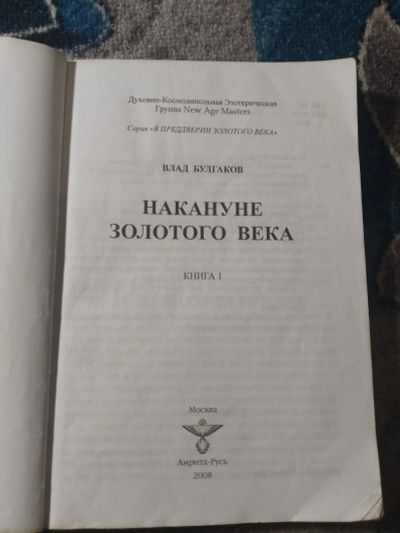 Духовно-Космодипольная Эзотерическая
Группа New Age Masters
Серия «В ПРЕДДВЕРИИ ЗОЛОТОГО ВЕКА»
ВЛАД БУЛГАКОВ
НАКАНУНЕ
ЗОЛОТОГО ВЕКА
КНИГА 1
Москва
Амрита-Русь
2008